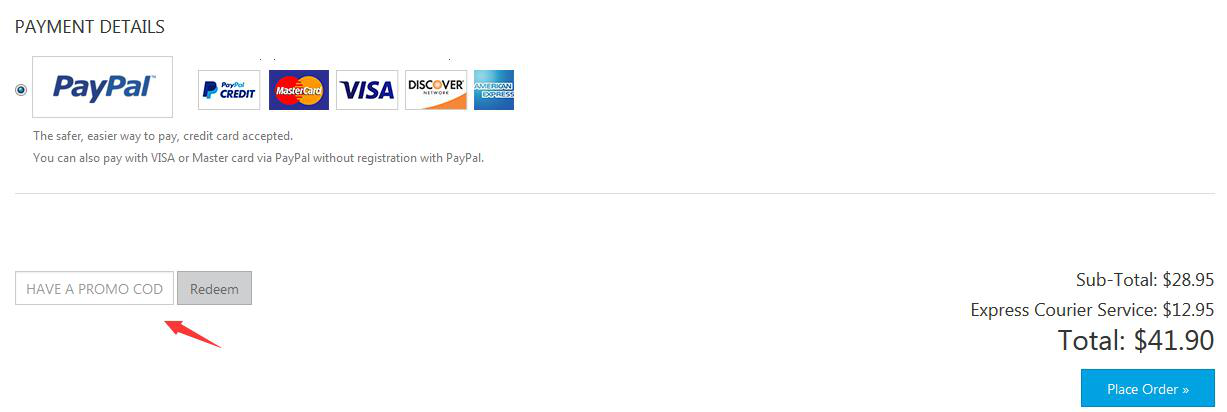 PAYMENT DETAILS
PayPal™
PayPal CREDIT
MasterCard
VISA
DISCOVER NETWORK
AMERICAN EXPRESS
The safer, easier way to pay, credit card accepted.
You can also pay with VISA or Master card via PayPal without registration with PayPal.
HAVE A PROMO COD
Redeem
Sub-Total: $28.95
Express Courier Service: $12.95
Total: $41.90
Place Order »